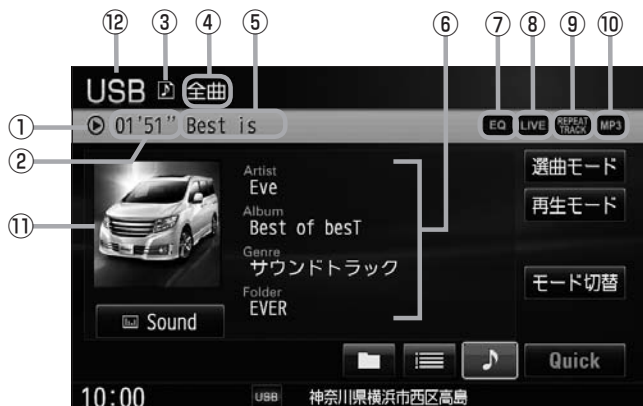 ⑫ ③ ④ ⑤ ⑥ ⑦ ⑧ ⑨ ⑩
USB 全曲
① 01'51" Best is EQ LIVE REPEAT TRACK MP3
②
⑪
Artist
Eve
Album
Best of besT
Genre
サウンドトラック
Folder
EVER
選曲モード
再生モード
モード切替
Sound
Quick
10:00 USB 神奈川県横浜市西区高島